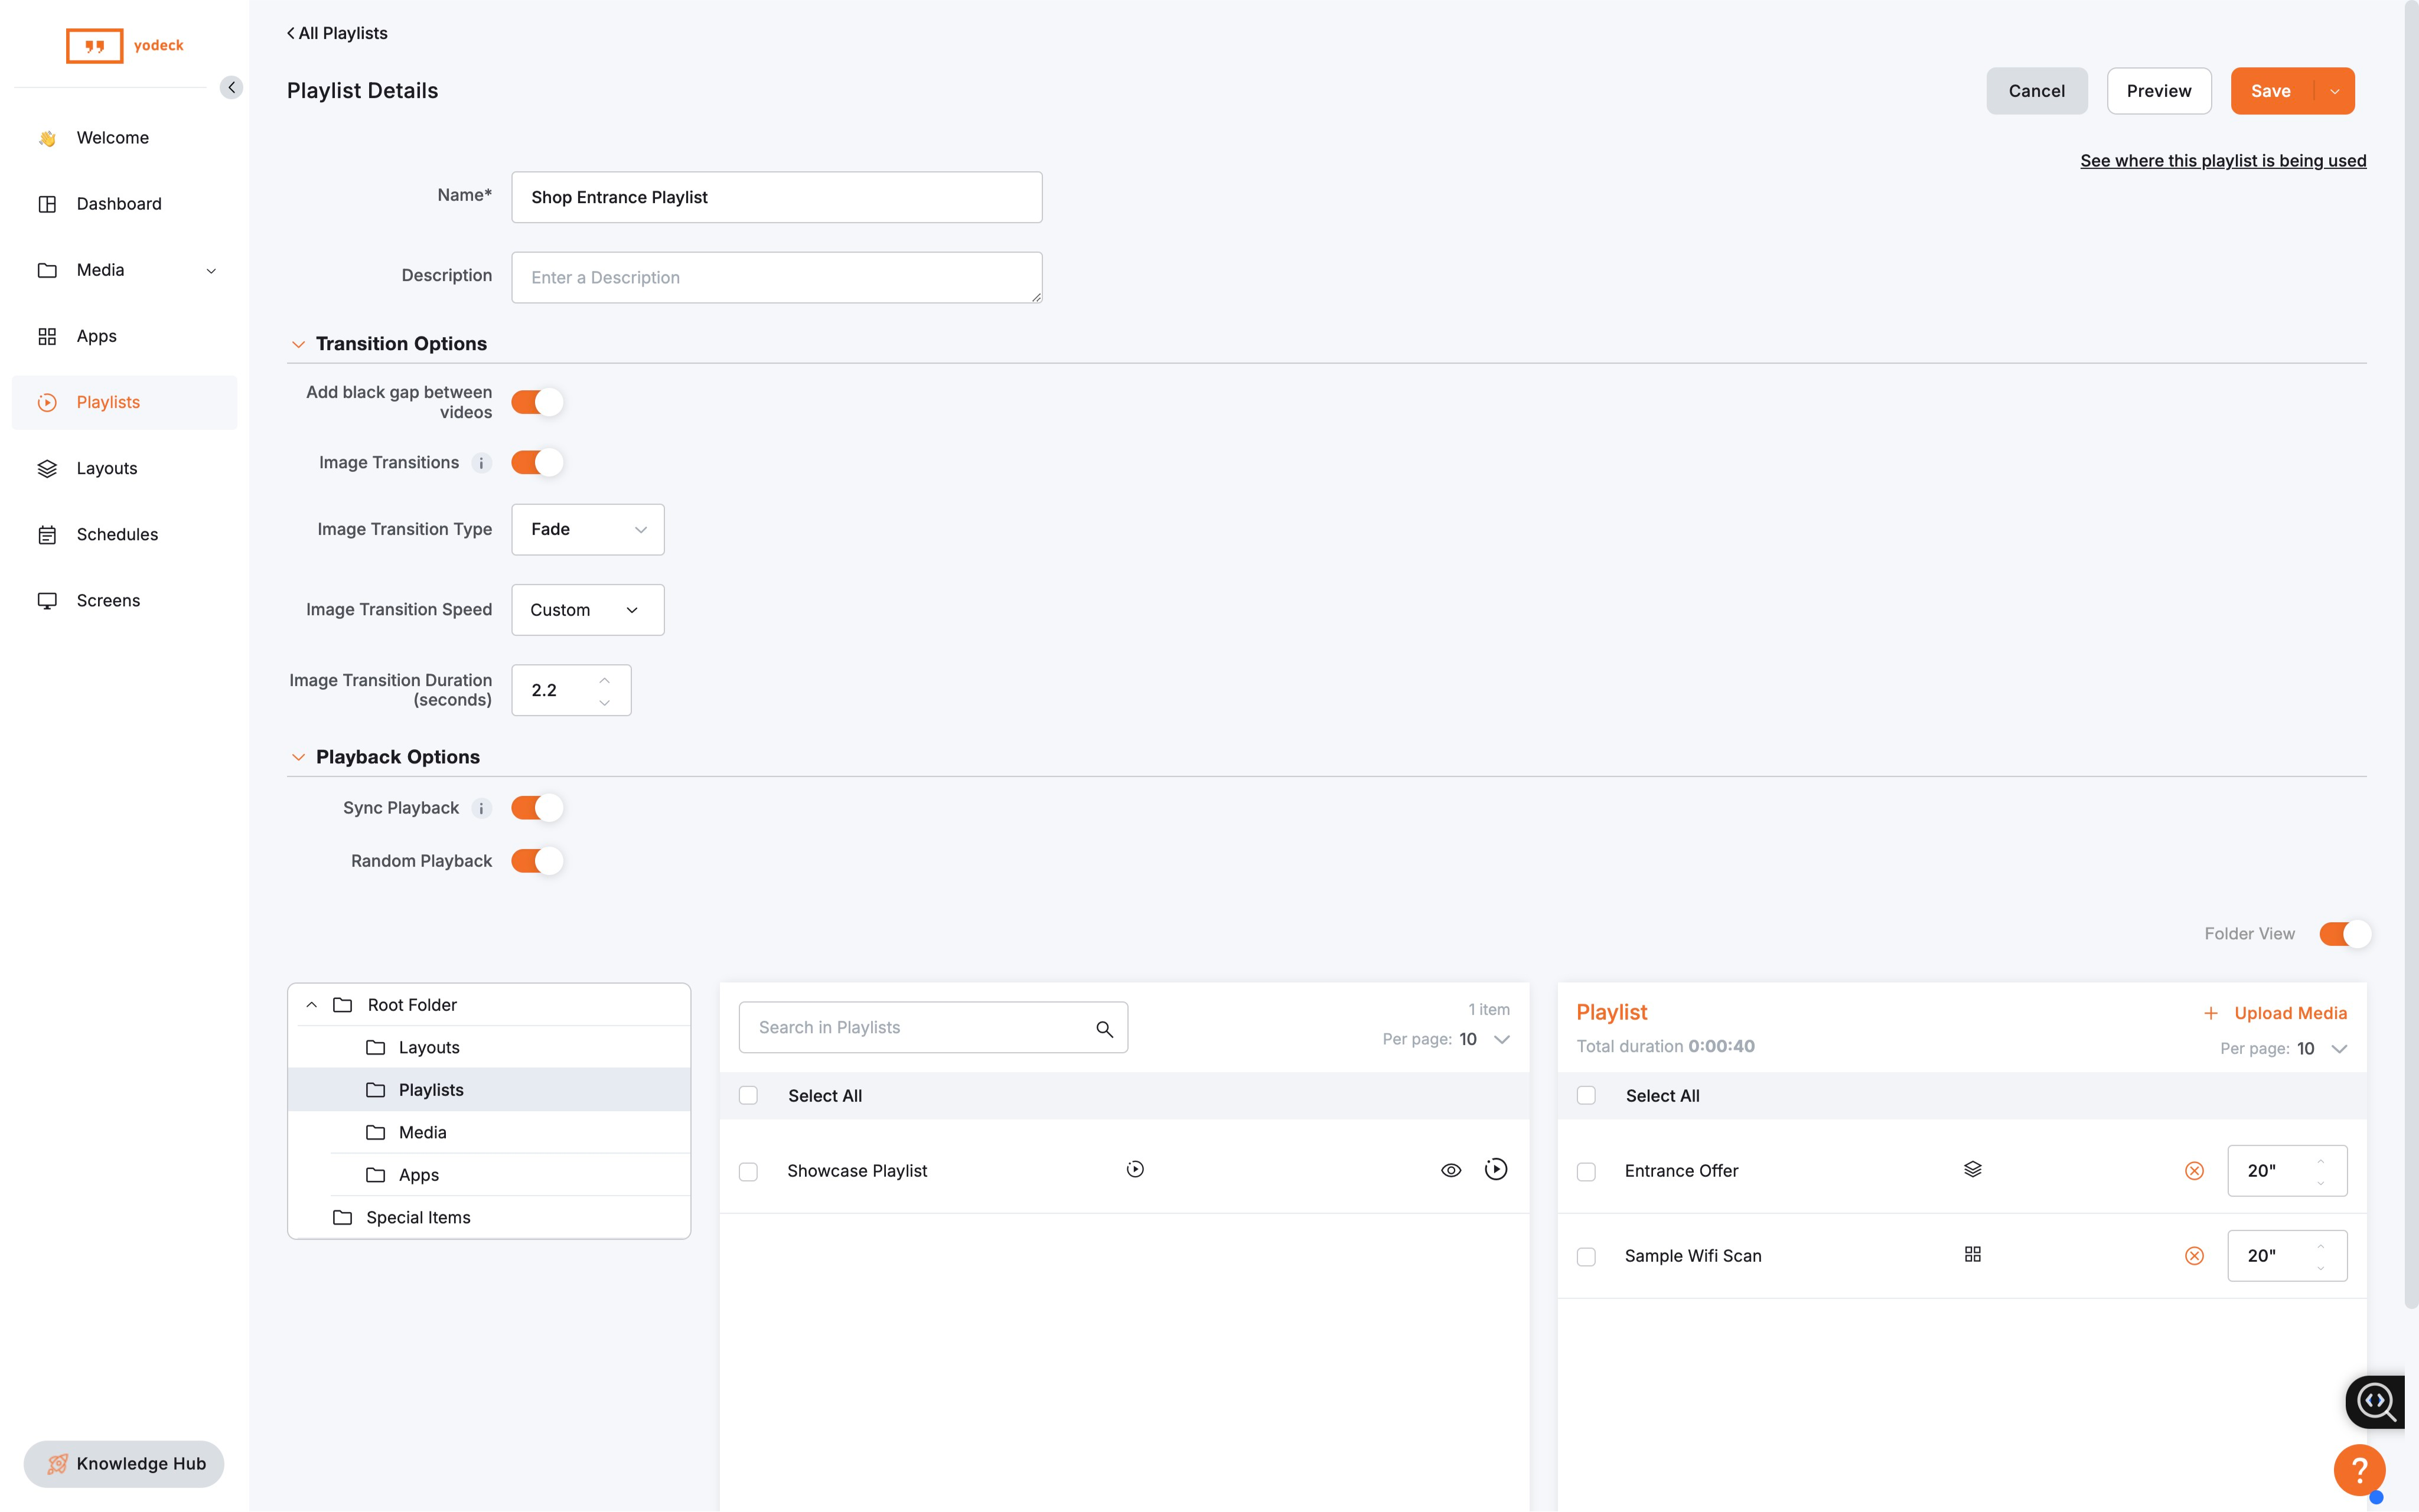 yodeck
Welcome
Dashboard
Media
Apps
Playlists
Layouts
Schedules
Screens
Knowledge Hub
All Playlists
Playlist Details
Cancel
Preview
Save
See where this playlist is being used
Name*
Shop Entrance Playlist
Description
Enter a Description
Transition Options
Add black gap between
videos
Image Transitions
Image Transition Type
Fade
Image Transition Speed
Custom
Image Transition Duration
(seconds)
2.2
Playback Options
Sync Playback
Random Playback
Folder View
Root Folder
Layouts
Playlists
Media
Apps
Special Items
Search in Playlists
1 item
Per page: 10
Select All
Showcase Playlist
Playlist
Upload Media
Total duration 0:00:40
Per page: 10
Select All
Entrance Offer
20"
Sample Wifi Scan
20"
?